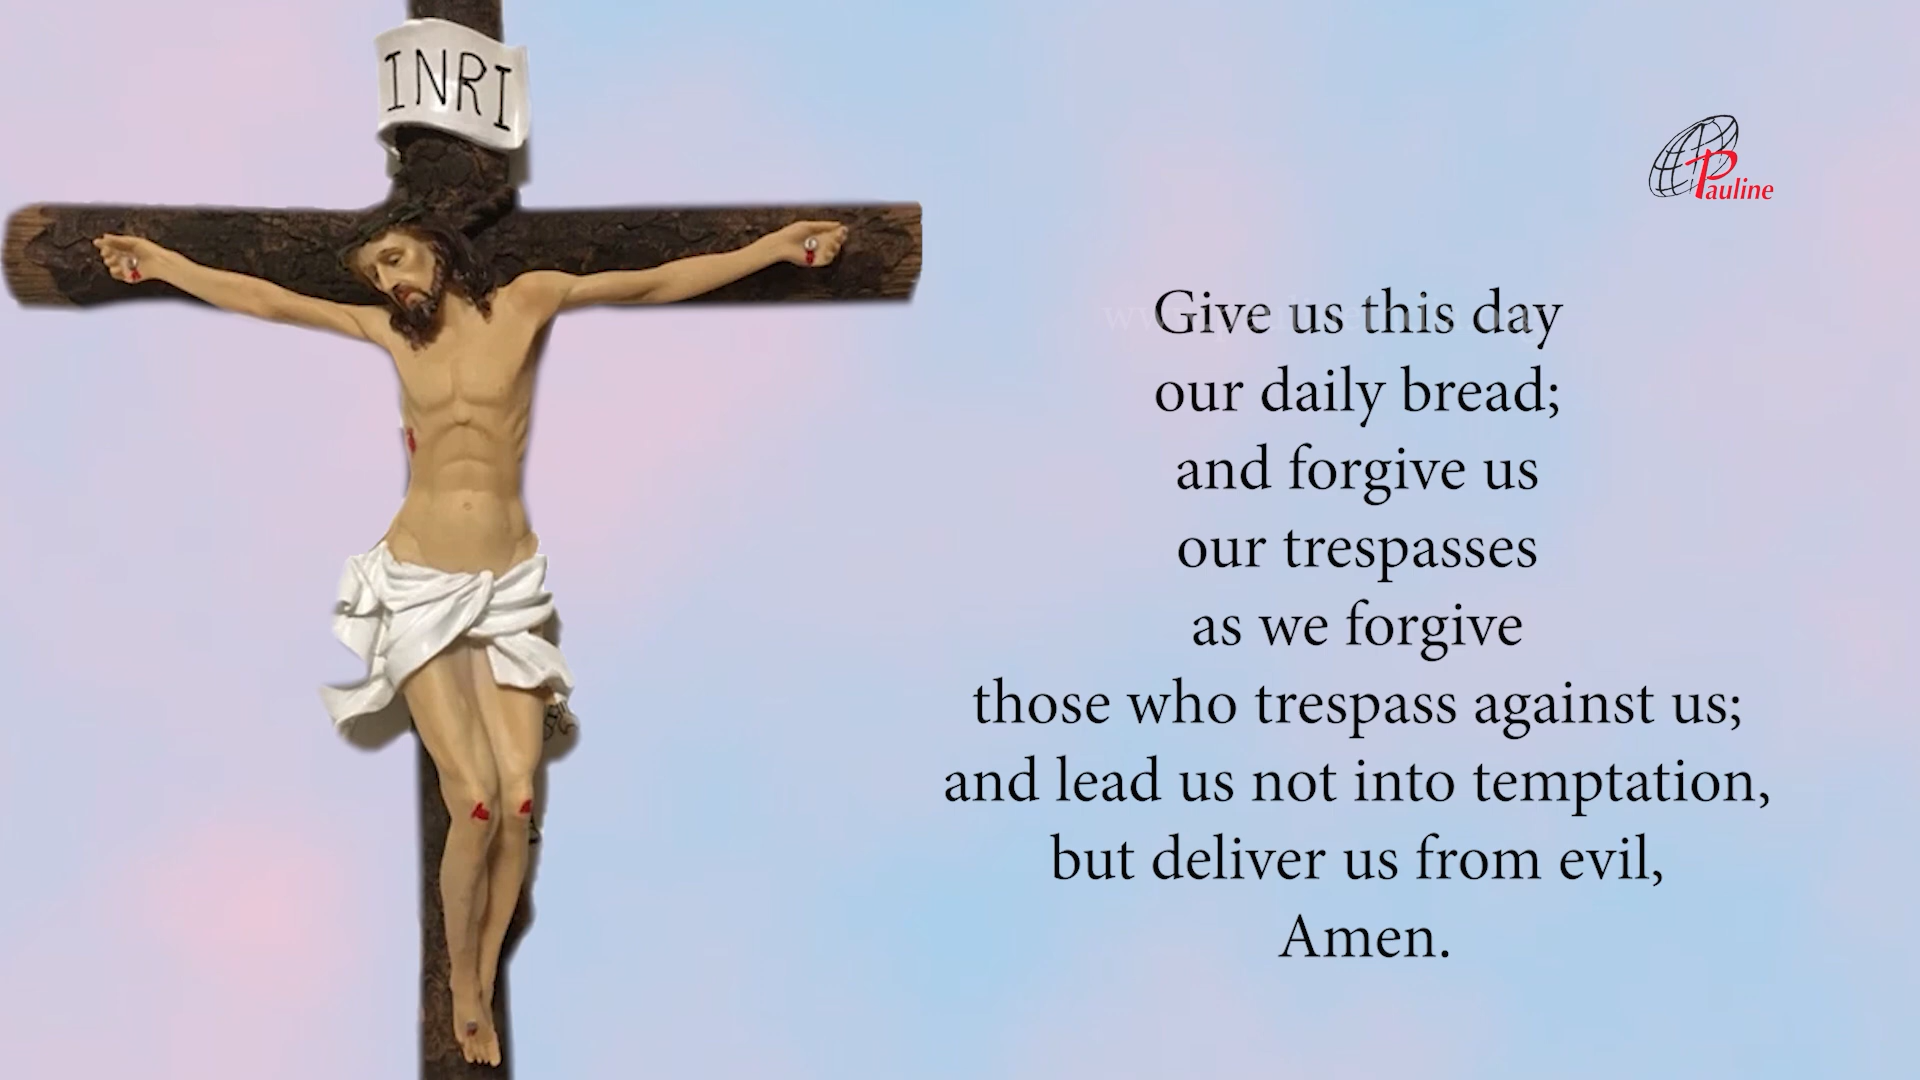 INRI
Pauline
Give us this day
our daily bread;
and forgive us
our trespasses
as we forgive
those who trespass against us;
and lead us not into temptation,
but deliver us from evil,
Amen.